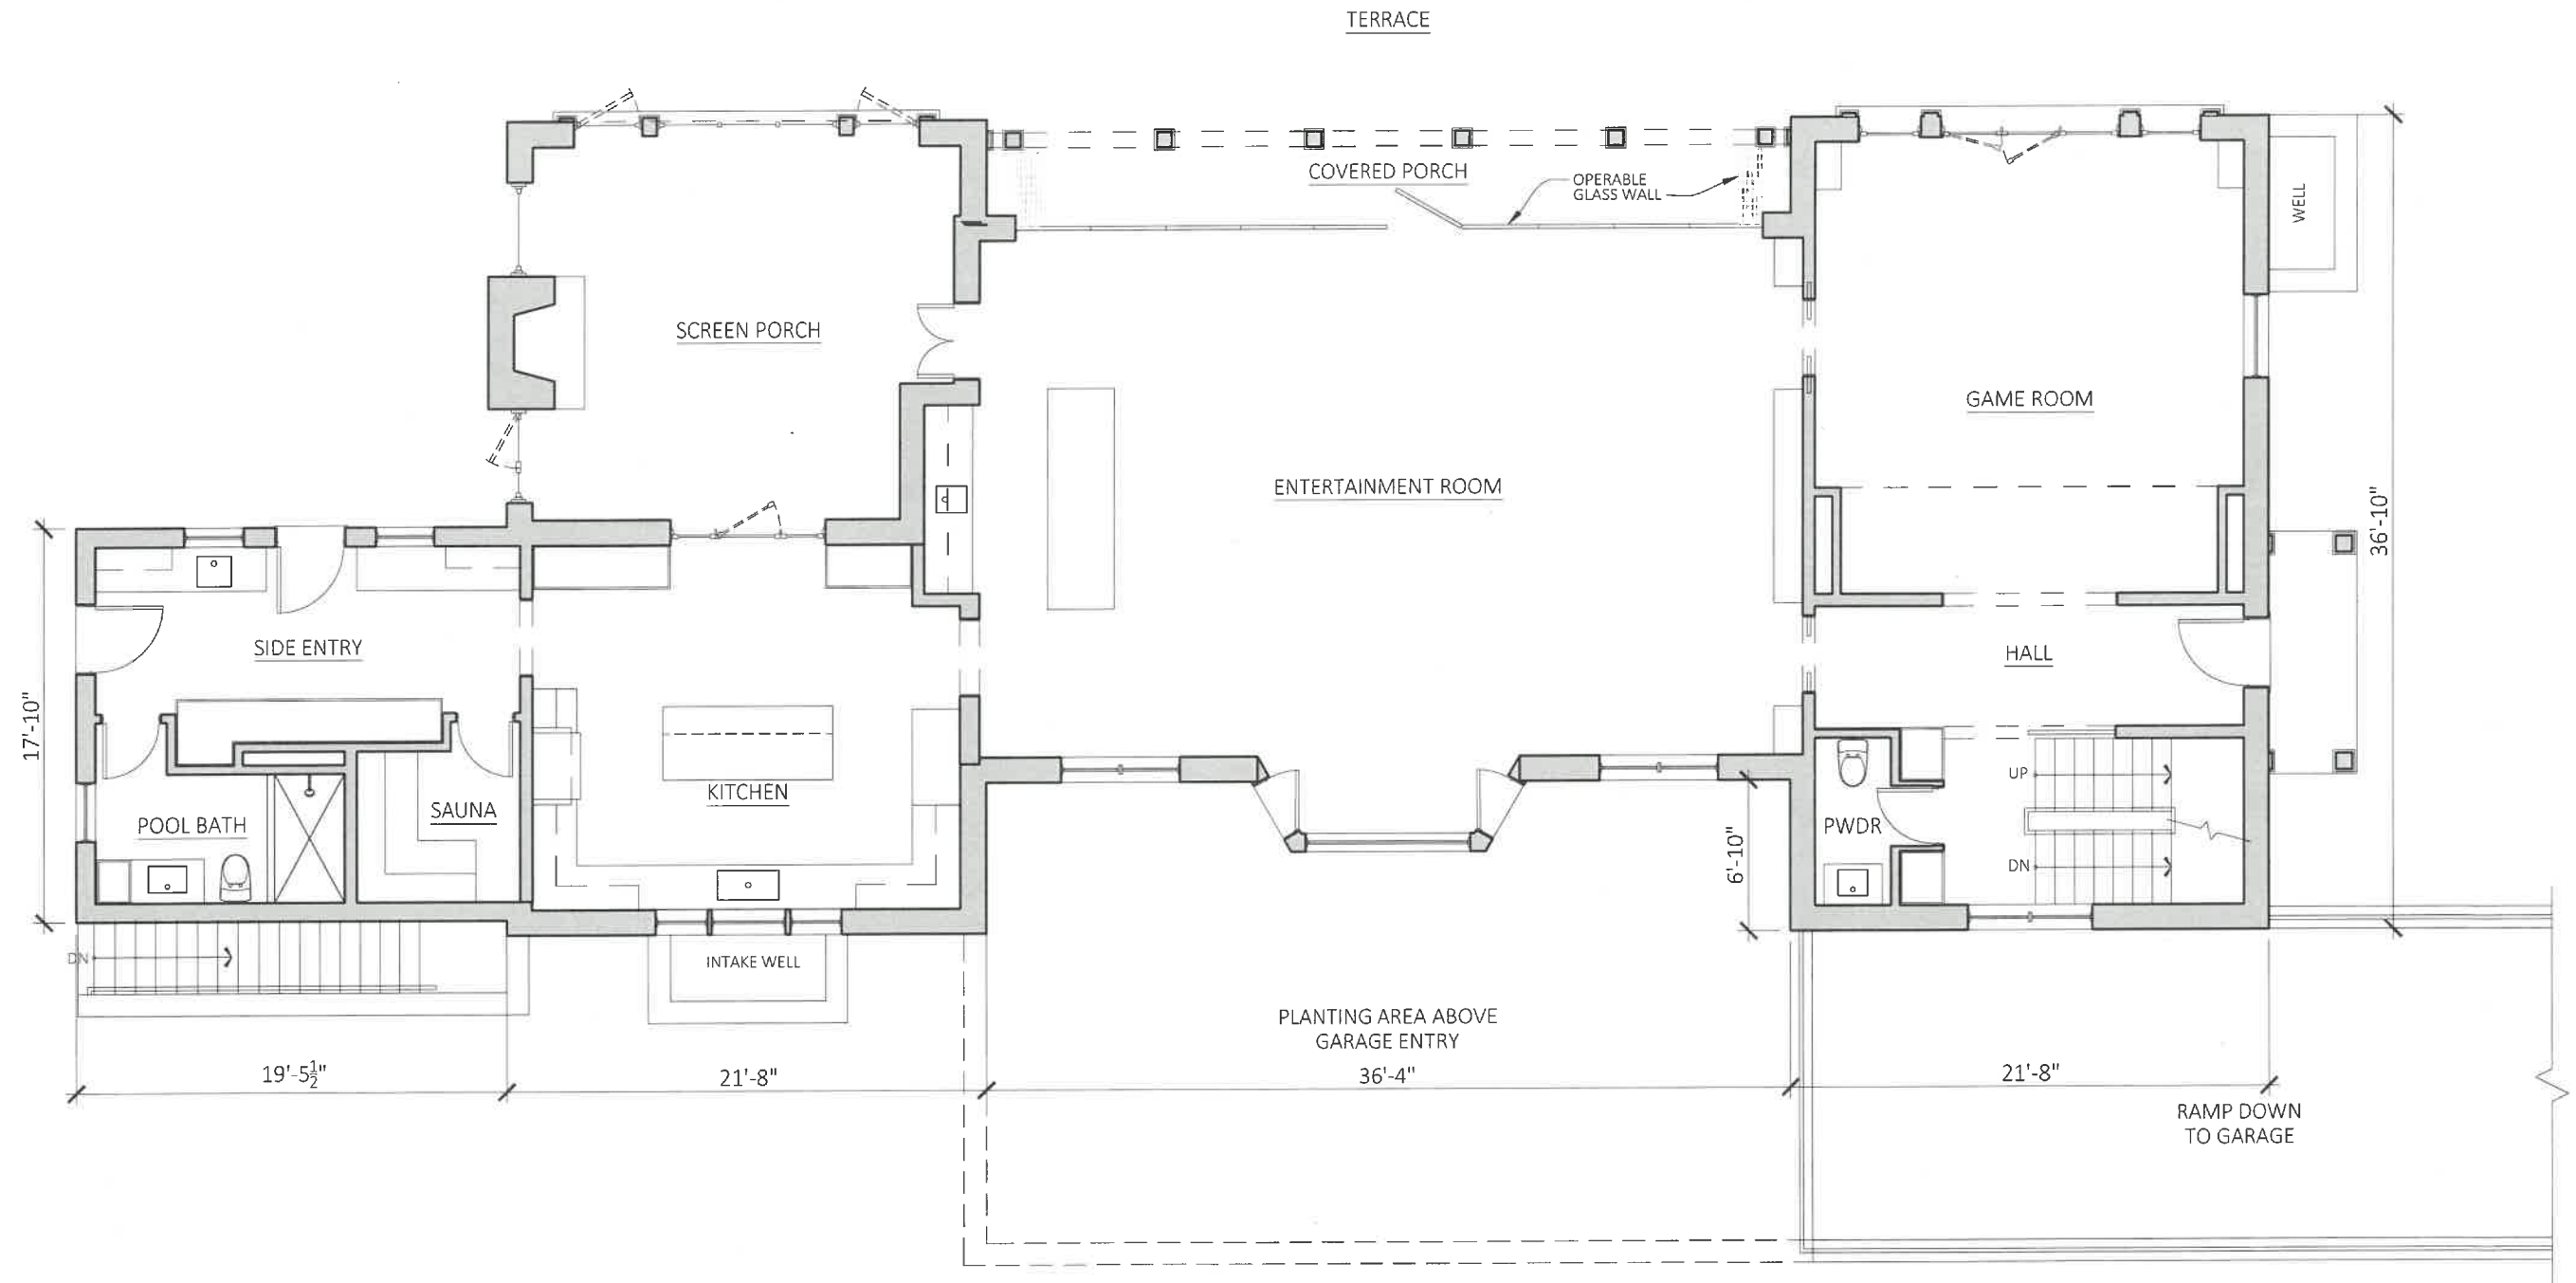 TERRACE
COVERED PORCH
OPERABLE
GLASS WALL
WELL
SCREEN PORCH
GAME ROOM
ENTERTAINMENT ROOM
36'-10"
SIDE ENTRY
HALL
17'-10"
KITCHEN
UP
SAUNA
POOL BATH
PWDR
6'-10"
DN
DN
INTAKE WELL
PLANTING AREA ABOVE
GARAGE ENTRY
19'-5½"
21'-8"
36'-4"
21'-8"
RAMP DOWN
TO GARAGE